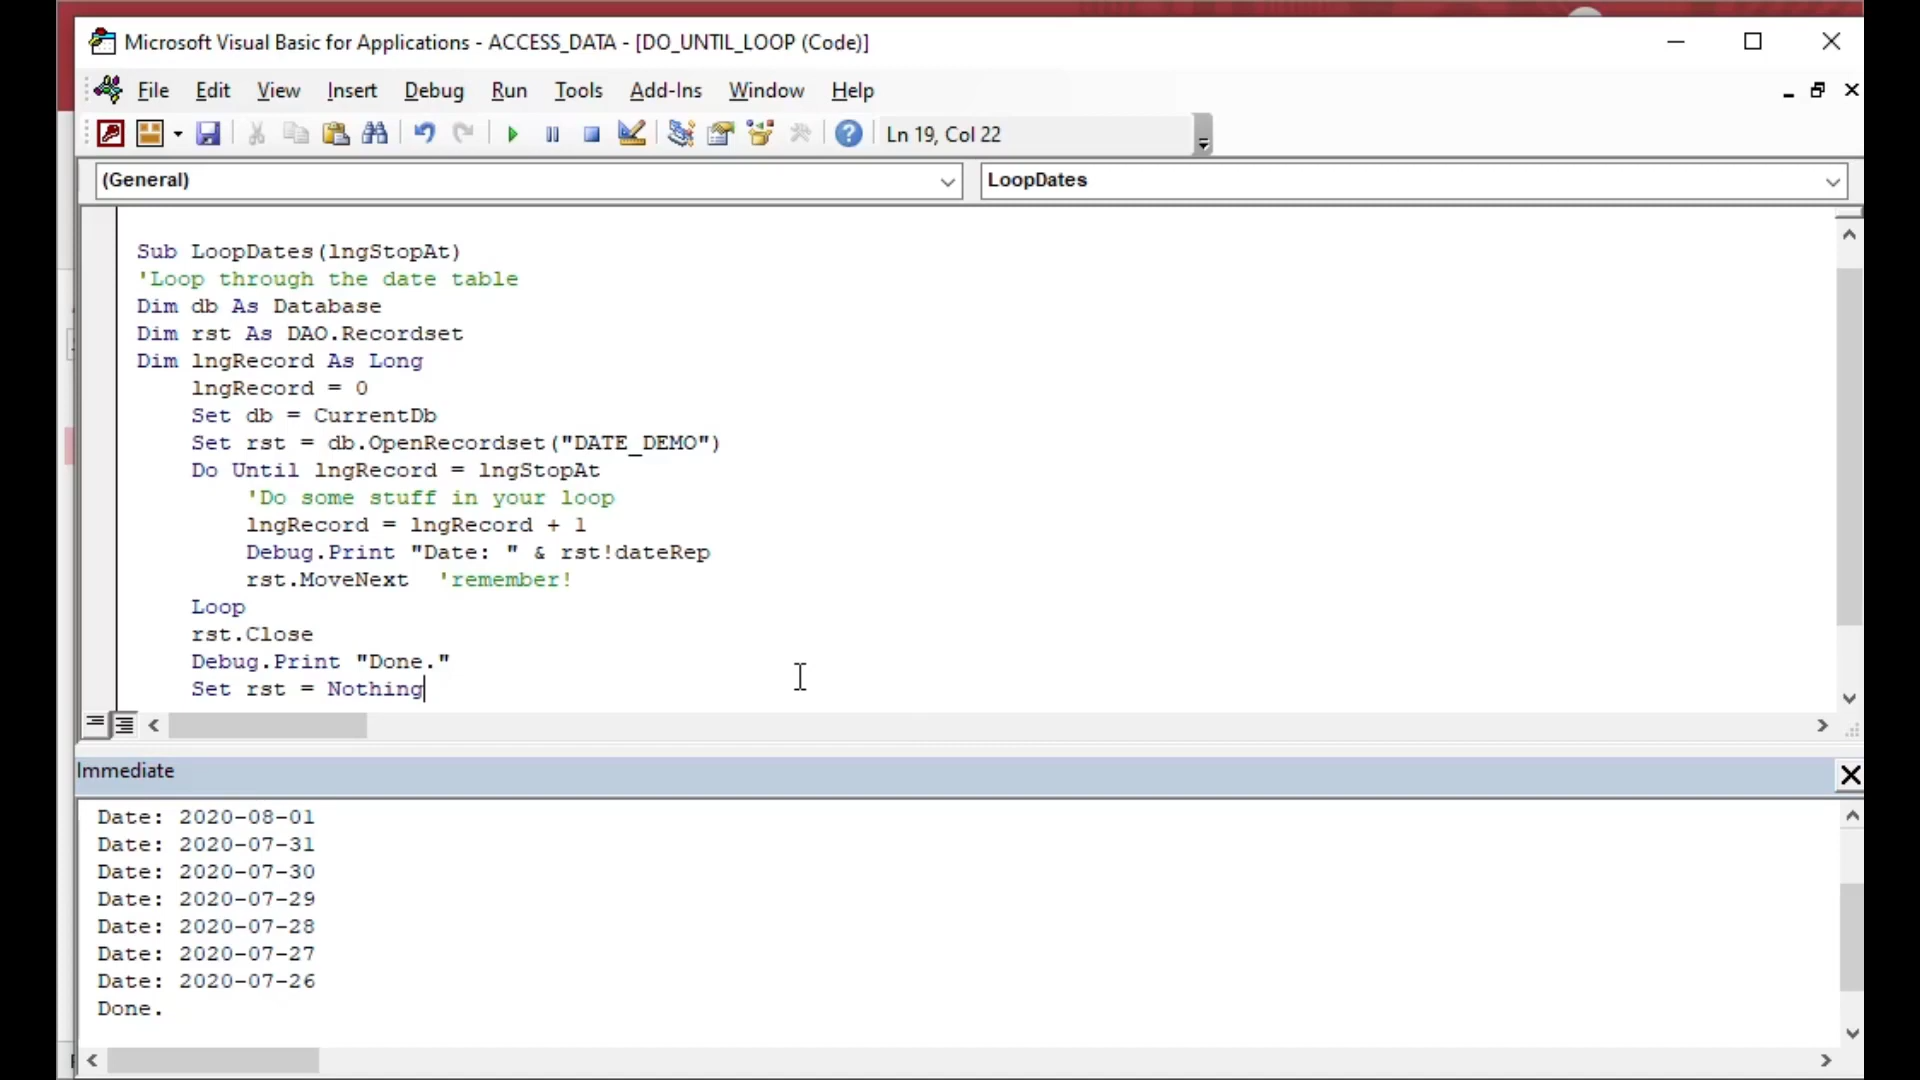 Microsoft Visual Basic for Applications - ACCESS_DATA - [DO_UNTIL_LOOP (Code)]
File Edit View Insert Debug Run Tools Add-Ins Window Help
Ln 19, Col 22
(General) LoopDates
Sub LoopDates(lngStopAt)
'Loop through the date table
Dim db As Database
Dim rst As DAO.Recordset
Dim lngRecord As Long
lngRecord = 0
Set db = CurrentDb
Set rst = db.OpenRecordset("DATE_DEMO")
Do Until lngRecord = lngStopAt
'Do some stuff in your loop
lngRecord = lngRecord + 1
Debug.Print "Date: " & rst!dateRep
rst.MoveNext 'remember!
Loop
rst.Close
Debug.Print "Done."
Set rst = Nothing
Immediate
Date: 2020-08-01
Date: 2020-07-31
Date: 2020-07-30
Date: 2020-07-29
Date: 2020-07-28
Date: 2020-07-27
Date: 2020-07-26
Done.